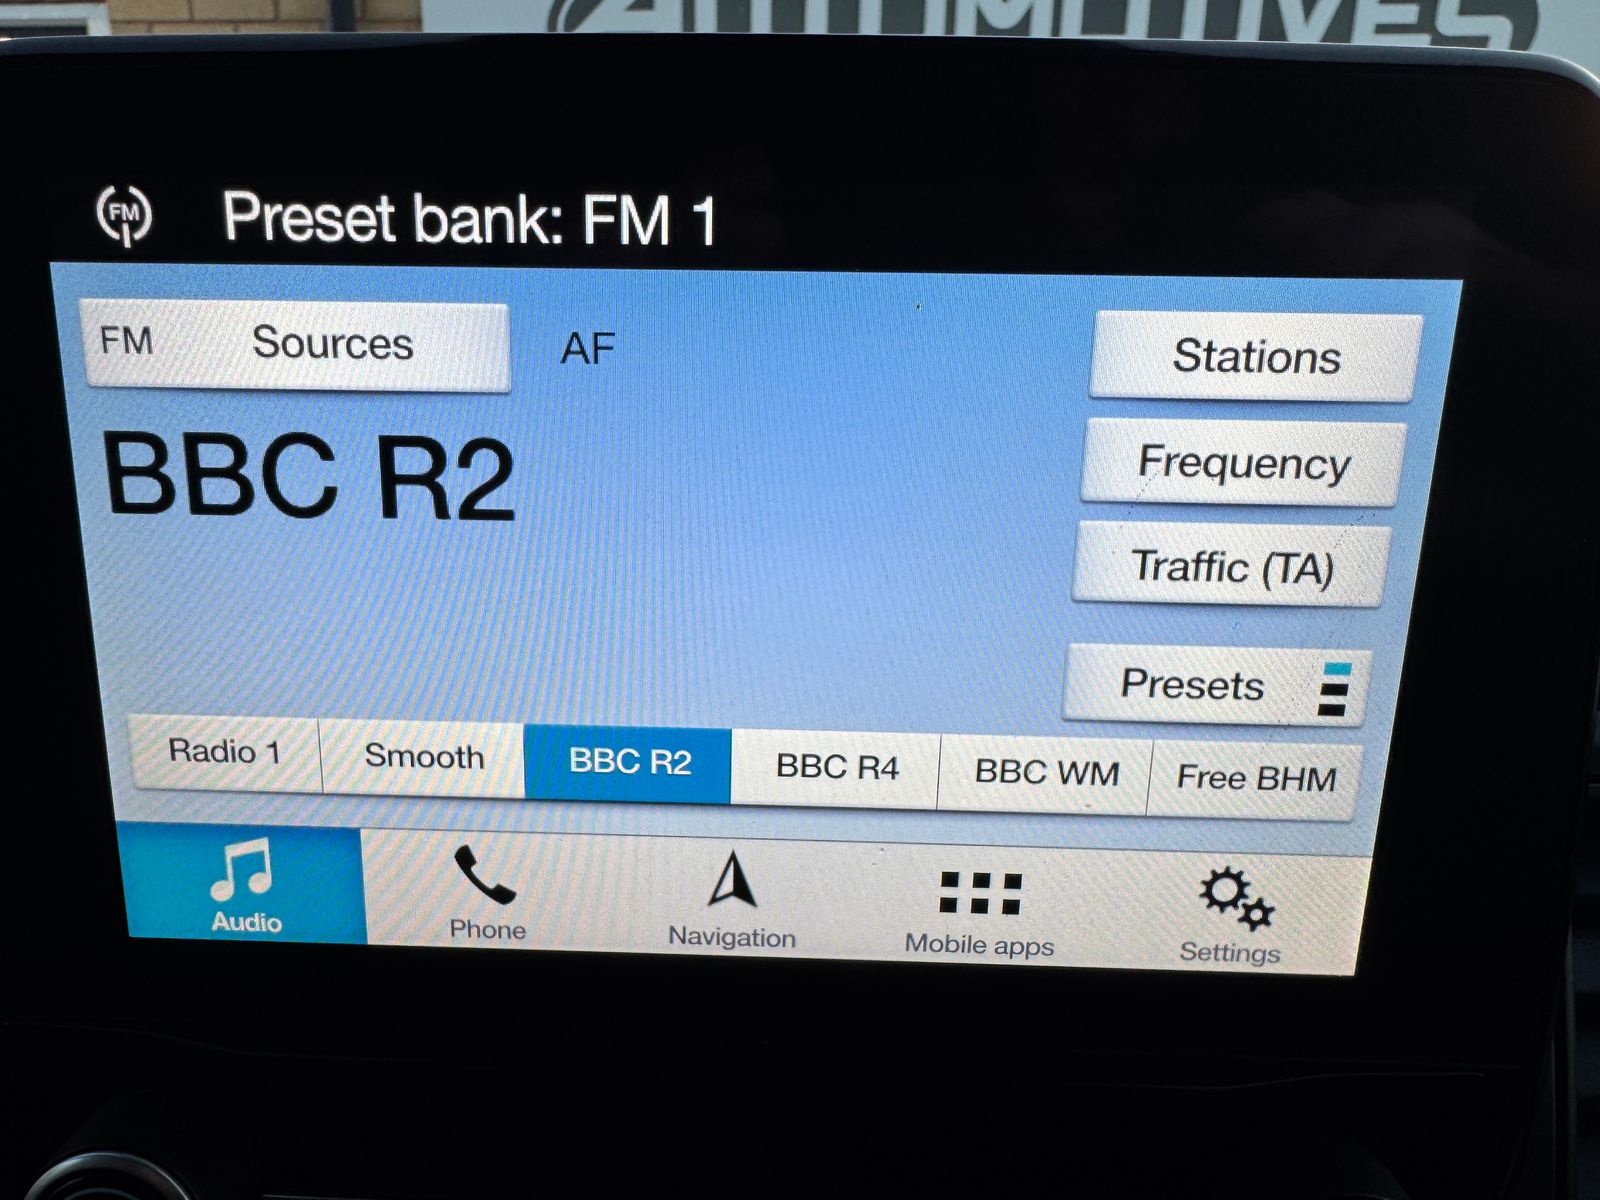 AUTOMOTIVES
FM Preset bank: FM 1
FM Sources AF Stations
BBC R2
Frequency
Traffic (TA)
Presets
Radio 1 Smooth BBC R2 BBC R4 BBC WM Free BHM
Audio Phone Navigation Mobile apps Settings